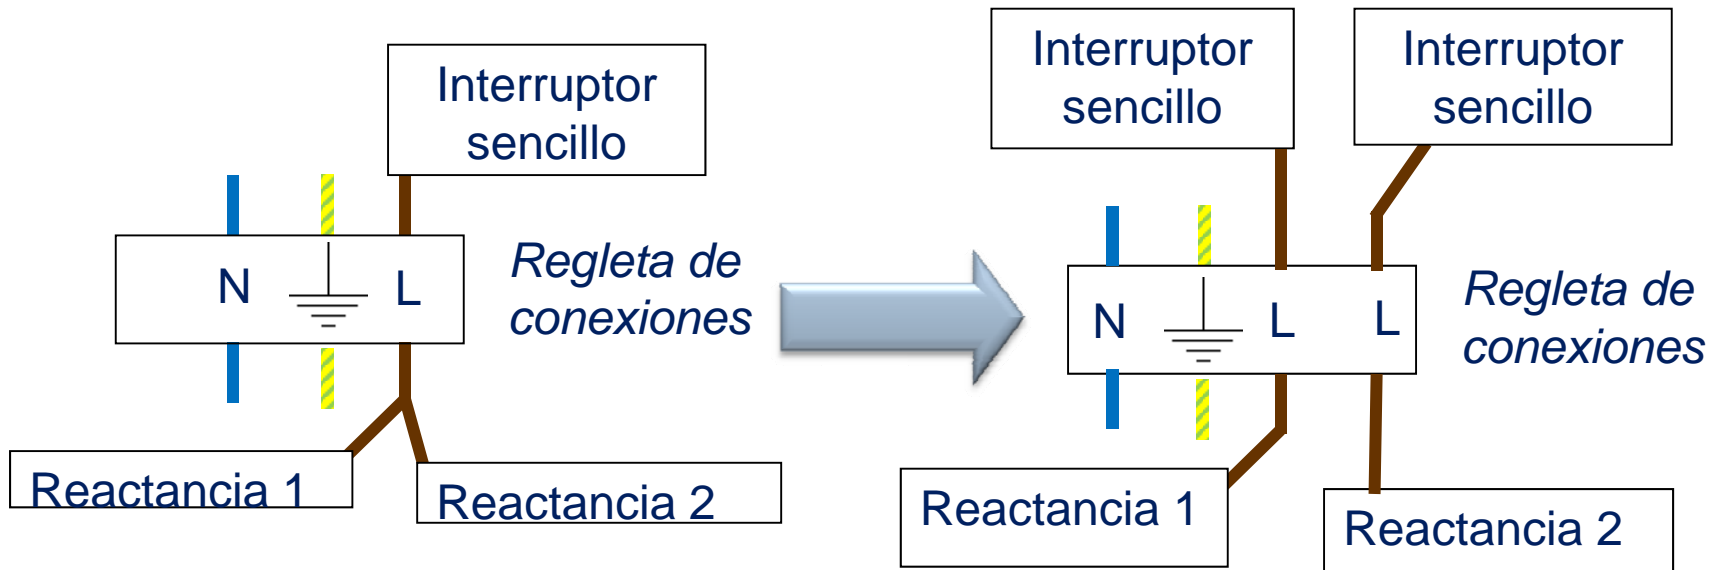 Interruptor
sencillo
N
L
Regleta de
conexiones
Reactancia 1
Reactancia 2
Interruptor
sencillo
Interruptor
sencillo
N
L
L
Regleta de
conexiones
Reactancia 1
Reactancia 2